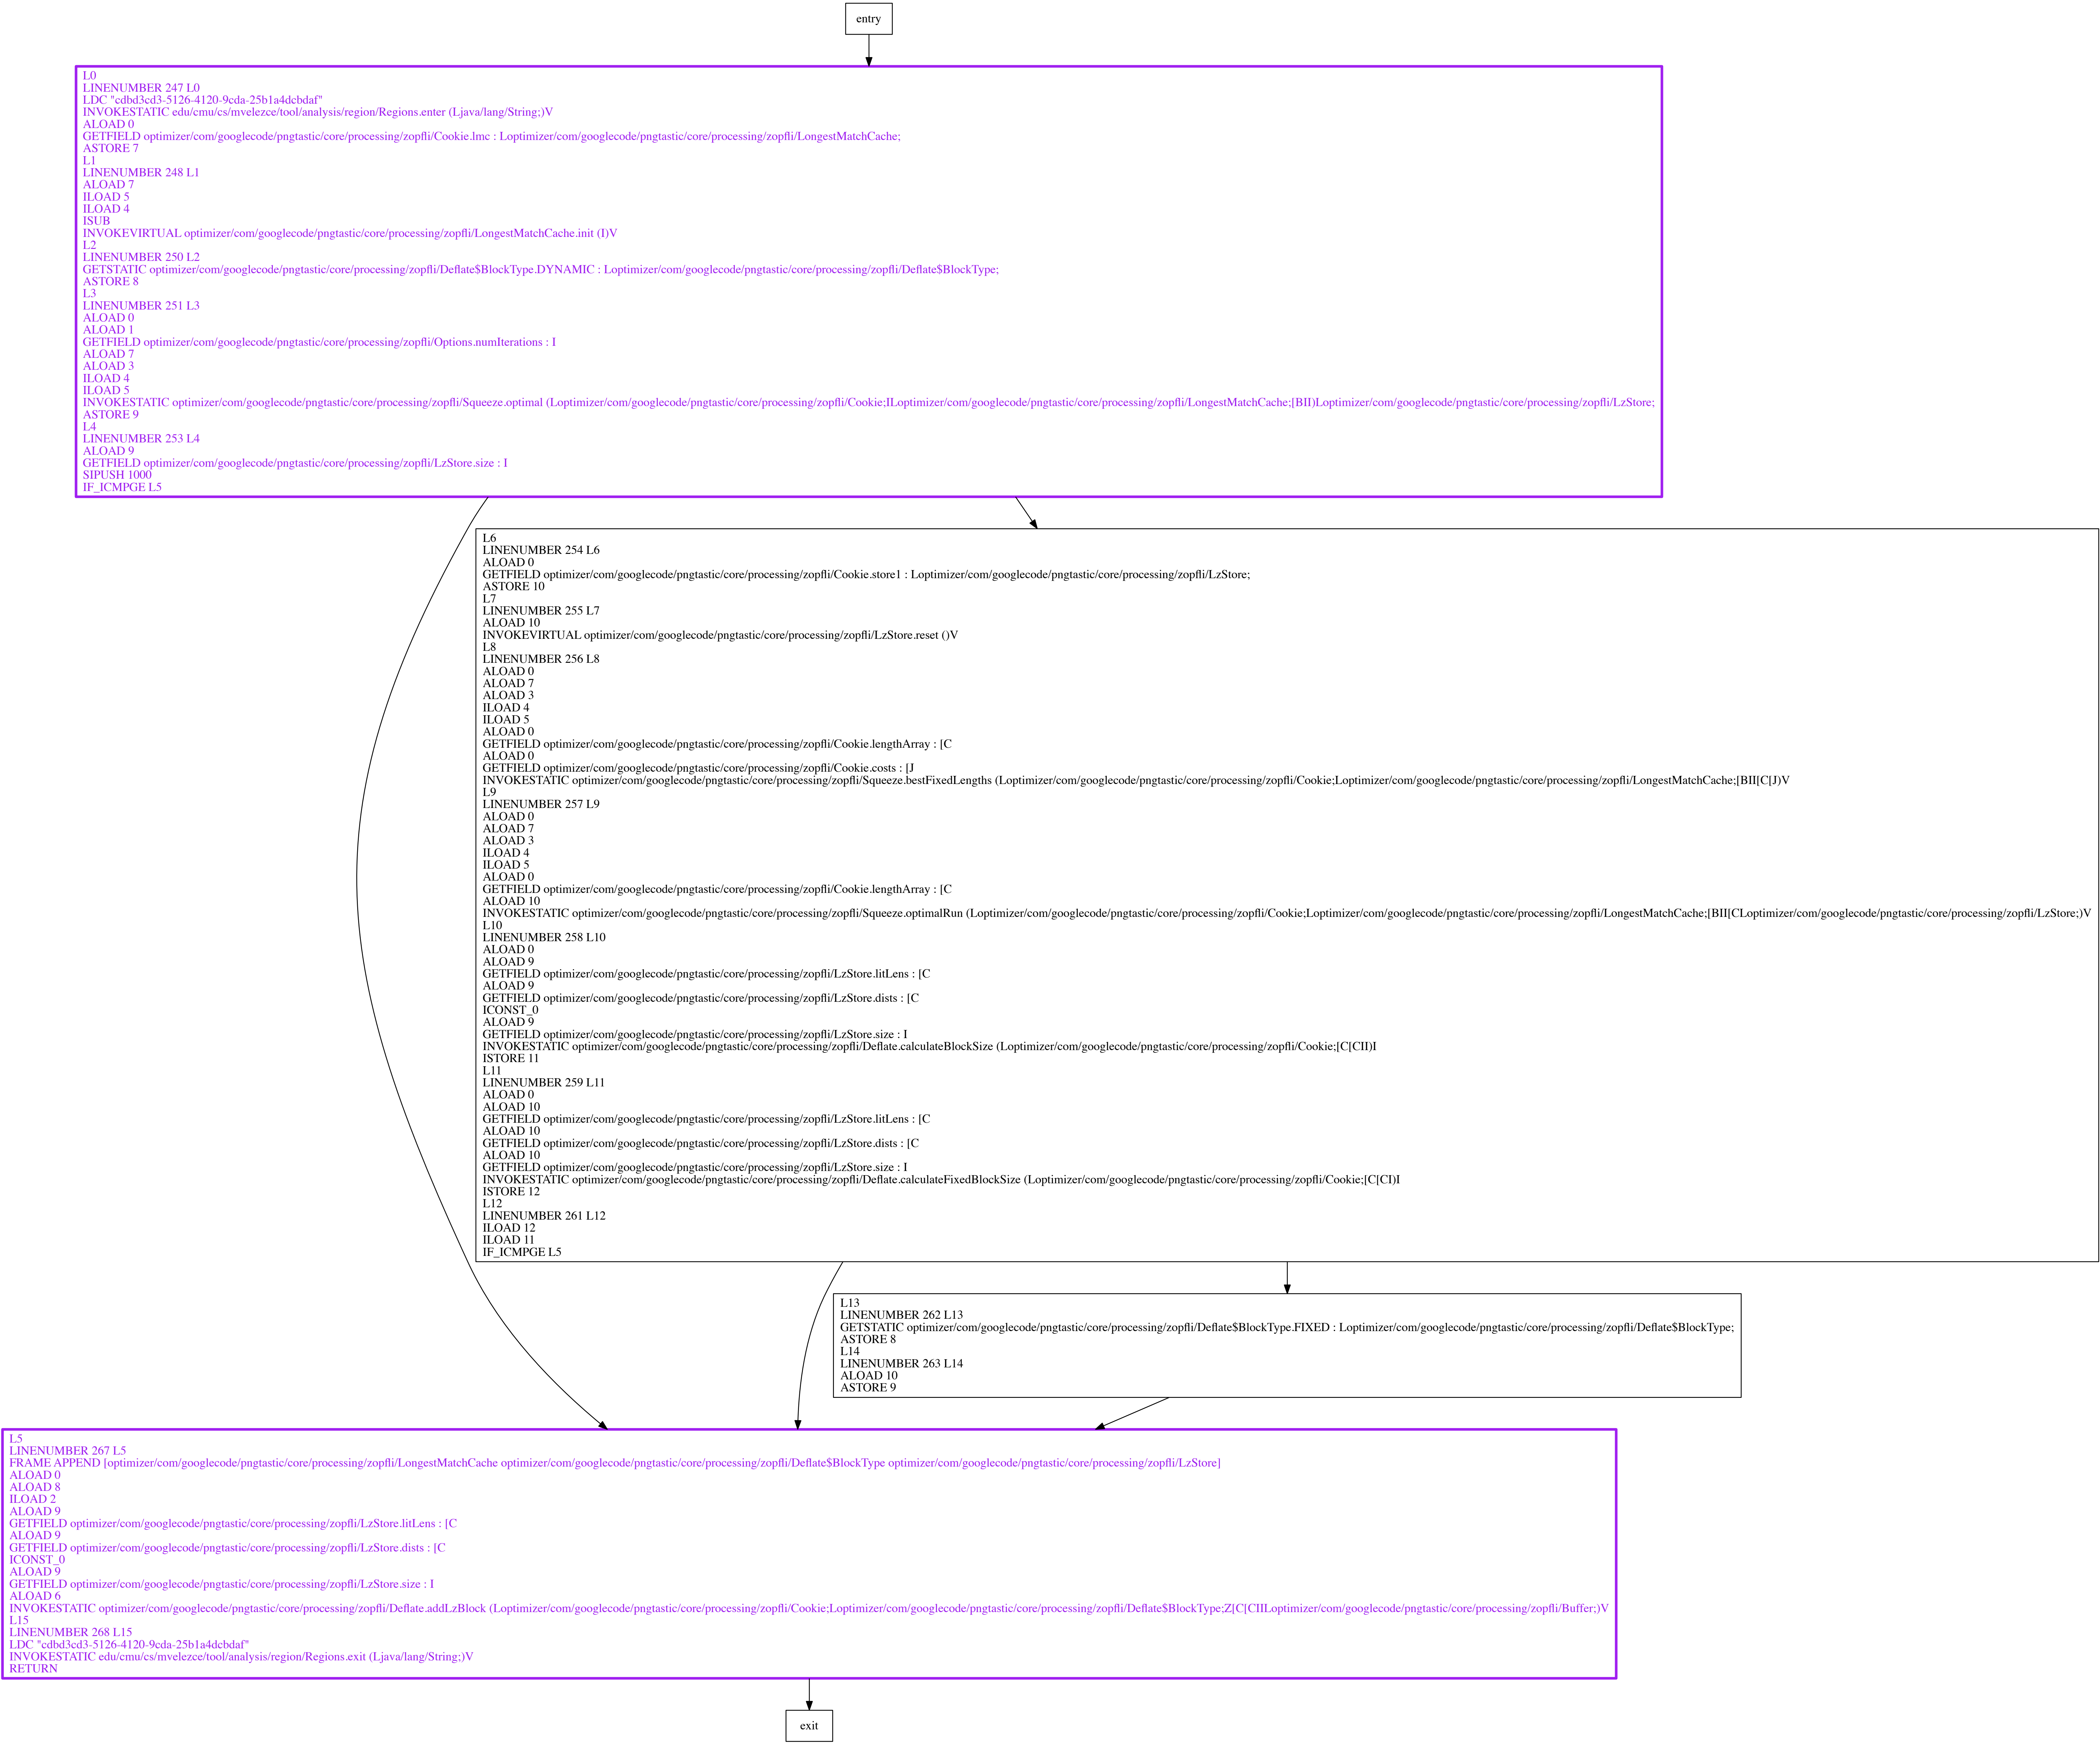 entry
L0
LINENUMBER 247 L0
LDC "cdbd3cd3-5126-4120-9cda-25b1a4dcbdaf"
INVOKESTATIC edu/cmu/cs/mvelezce/tool/analysis/region/Regions.enter (Ljava/lang/String;)V
ALOAD 0
GETFIELD optimizer/com/googlecode/pngtastic/core/processing/zopfli/Cookie.lmc : Loptimizer/com/googlecode/pngtastic/core/processing/zopfli/LongestMatchCache;
ASTORE 7
L1
LINENUMBER 248 L1
ALOAD 7
ILOAD 5
ILOAD 4
ISUB
INVOKEVIRTUAL optimizer/com/googlecode/pngtastic/core/processing/zopfli/LongestMatchCache.init (I)V
L2
LINENUMBER 250 L2
GETSTATIC optimizer/com/googlecode/pngtastic/core/processing/zopfli/Deflate$BlockType.DYNAMIC : Loptimizer/com/googlecode/pngtastic/core/processing/zopfli/Deflate$BlockType;
ASTORE 8
L3
LINENUMBER 251 L3
ALOAD 0
ALOAD 1
GETFIELD optimizer/com/googlecode/pngtastic/core/processing/zopfli/Options.numIterations : I
ALOAD 7
ALOAD 3
ILOAD 4
ILOAD 5
INVOKESTATIC optimizer/com/googlecode/pngtastic/core/processing/zopfli/Squeeze.optimal (Loptimizer/com/googlecode/pngtastic/core/processing/zopfli/Cookie;ILoptimizer/com/googlecode/pngtastic/core/processing/zopfli/LongestMatchCache;[BII)Loptimizer/com/googlecode/pngtastic/core/processing/zopfli/LzStore;
ASTORE 9
L4
LINENUMBER 253 L4
ALOAD 9
GETFIELD optimizer/com/googlecode/pngtastic/core/processing/zopfli/LzStore.size : I
SIPUSH 1000
IF_ICMPGE L5
L6
LINENUMBER 254 L6
ALOAD 0
GETFIELD optimizer/com/googlecode/pngtastic/core/processing/zopfli/Cookie.store1 : Loptimizer/com/googlecode/pngtastic/core/processing/zopfli/LzStore;
ASTORE 10
L7
LINENUMBER 255 L7
ALOAD 10
INVOKEVIRTUAL optimizer/com/googlecode/pngtastic/core/processing/zopfli/LzStore.reset ()V
L8
LINENUMBER 256 L8
ALOAD 0
ALOAD 7
ALOAD 3
ILOAD 4
ILOAD 5
ALOAD 0
GETFIELD optimizer/com/googlecode/pngtastic/core/processing/zopfli/Cookie.lengthArray : [C
ALOAD 0
GETFIELD optimizer/com/googlecode/pngtastic/core/processing/zopfli/Cookie.costs : [J
INVOKESTATIC optimizer/com/googlecode/pngtastic/core/processing/zopfli/Squeeze.bestFixedLengths (Loptimizer/com/googlecode/pngtastic/core/processing/zopfli/Cookie;Loptimizer/com/googlecode/pngtastic/core/processing/zopfli/LongestMatchCache;[BII[C[J)V
L9
LINENUMBER 257 L9
ALOAD 0
ALOAD 7
ALOAD 3
ILOAD 4
ILOAD 5
ALOAD 0
GETFIELD optimizer/com/googlecode/pngtastic/core/processing/zopfli/Cookie.lengthArray : [C
ALOAD 10
INVOKESTATIC optimizer/com/googlecode/pngtastic/core/processing/zopfli/Squeeze.optimalRun (Loptimizer/com/googlecode/pngtastic/core/processing/zopfli/Cookie;Loptimizer/com/googlecode/pngtastic/core/processing/zopfli/LongestMatchCache;[BII[CLoptimizer/com/googlecode/pngtastic/core/processing/zopfli/LzStore;)V
L10
LINENUMBER 258 L10
ALOAD 0
ALOAD 9
GETFIELD optimizer/com/googlecode/pngtastic/core/processing/zopfli/LzStore.litLens : [C
ALOAD 9
GETFIELD optimizer/com/googlecode/pngtastic/core/processing/zopfli/LzStore.dists : [C
ICONST_0
ALOAD 9
GETFIELD optimizer/com/googlecode/pngtastic/core/processing/zopfli/LzStore.size : I
INVOKESTATIC optimizer/com/googlecode/pngtastic/core/processing/zopfli/Deflate.calculateBlockSize (Loptimizer/com/googlecode/pngtastic/core/processing/zopfli/Cookie;[C[CII)I
ISTORE 11
L11
LINENUMBER 259 L11
ALOAD 0
ALOAD 10
GETFIELD optimizer/com/googlecode/pngtastic/core/processing/zopfli/LzStore.litLens : [C
ALOAD 10
GETFIELD optimizer/com/googlecode/pngtastic/core/processing/zopfli/LzStore.dists : [C
ALOAD 10
GETFIELD optimizer/com/googlecode/pngtastic/core/processing/zopfli/LzStore.size : I
INVOKESTATIC optimizer/com/googlecode/pngtastic/core/processing/zopfli/Deflate.calculateFixedBlockSize (Loptimizer/com/googlecode/pngtastic/core/processing/zopfli/Cookie;[C[CI)I
ISTORE 12
L12
LINENUMBER 261 L12
ILOAD 12
ILOAD 11
IF_ICMPGE L5
L13
LINENUMBER 262 L13
GETSTATIC optimizer/com/googlecode/pngtastic/core/processing/zopfli/Deflate$BlockType.FIXED : Loptimizer/com/googlecode/pngtastic/core/processing/zopfli/Deflate$BlockType;
ASTORE 8
L14
LINENUMBER 263 L14
ALOAD 10
ASTORE 9
L5
LINENUMBER 267 L5
FRAME APPEND [optimizer/com/googlecode/pngtastic/core/processing/zopfli/LongestMatchCache optimizer/com/googlecode/pngtastic/core/processing/zopfli/Deflate$BlockType optimizer/com/googlecode/pngtastic/core/processing/zopfli/LzStore]
ALOAD 0
ALOAD 8
ILOAD 2
ALOAD 9
GETFIELD optimizer/com/googlecode/pngtastic/core/processing/zopfli/LzStore.litLens : [C
ALOAD 9
GETFIELD optimizer/com/googlecode/pngtastic/core/processing/zopfli/LzStore.dists : [C
ICONST_0
ALOAD 9
GETFIELD optimizer/com/googlecode/pngtastic/core/processing/zopfli/LzStore.size : I
ALOAD 6
INVOKESTATIC optimizer/com/googlecode/pngtastic/core/processing/zopfli/Deflate.addLzBlock (Loptimizer/com/googlecode/pngtastic/core/processing/zopfli/Cookie;Loptimizer/com/googlecode/pngtastic/core/processing/zopfli/Deflate$BlockType;Z[C[CIILoptimizer/com/googlecode/pngtastic/core/processing/zopfli/Buffer;)V
L15
LINENUMBER 268 L15
LDC "cdbd3cd3-5126-4120-9cda-25b1a4dcbdaf"
INVOKESTATIC edu/cmu/cs/mvelezce/tool/analysis/region/Regions.exit (Ljava/lang/String;)V
RETURN
exit